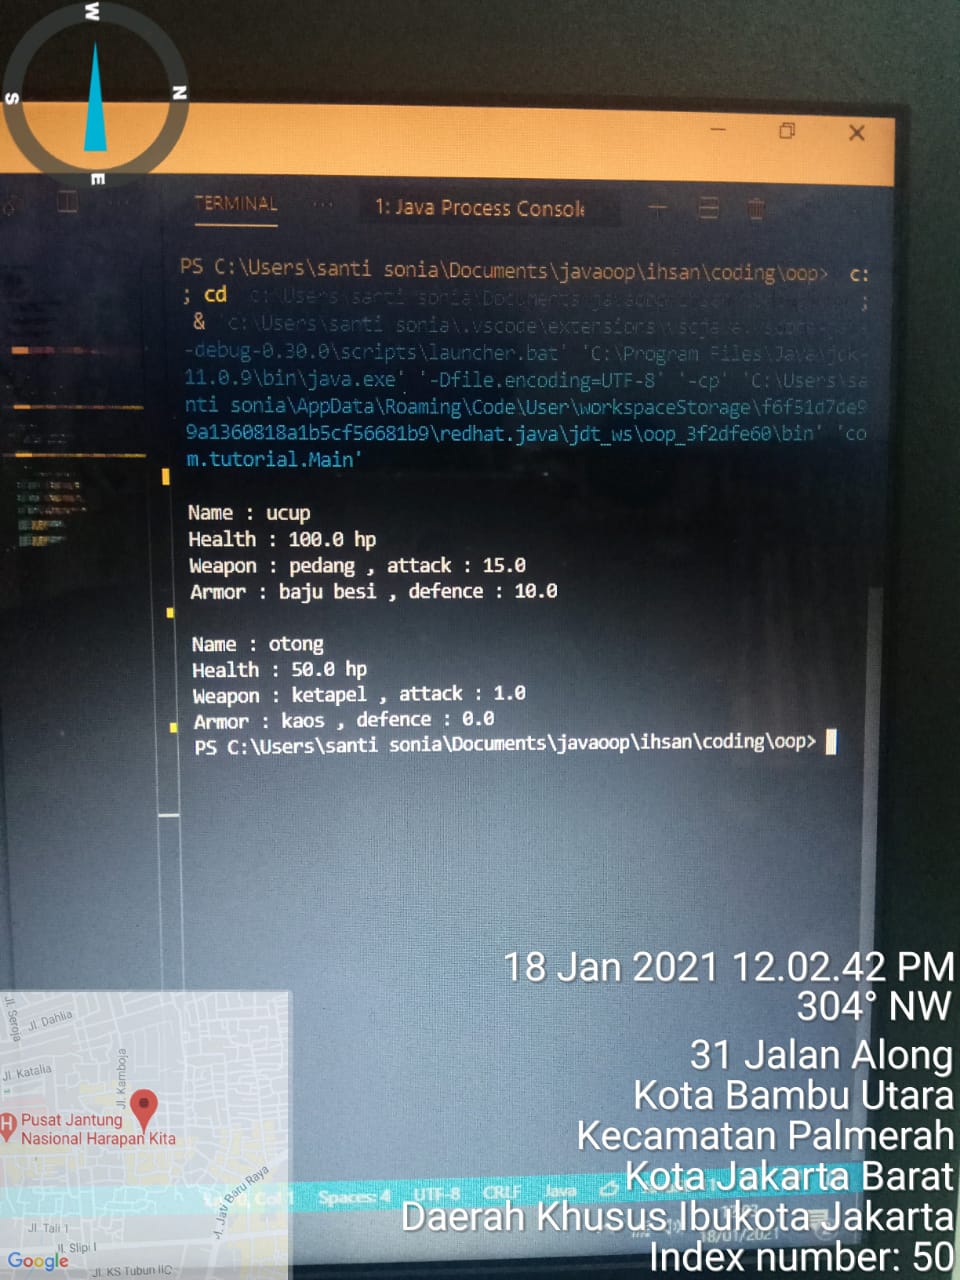 W
N
S
E
TERMINAL ... 1: Java Process Console
PS C:\Users\santi sonia\Documents\javaoop\ihsan\coding\oop> c:
; cd 'c:\Users\santi sonia\Documents ;
& 'c:\Users\santi sonia\.vscode\extensions\
-debug-0.30.0\scripts\launcher.bat' 'C:\Program Files\Java\jdk-
11.0.9\bin\java.exe' '-Dfile.encoding=UTF-8' '-cp' 'C:\Users\sa
nti sonia\AppData\Roaming\Code\User\workspaceStorage\f6f51d7de9
9a1360818a1b5cf56681b9\redhat.java\jdt_ws\oop_3f2dfe60\bin' 'co
m.tutorial.Main'
Name : ucup
Health : 100.0 hp
Weapon : pedang , attack : 15.0
Armor : baju besi , defence : 10.0
Name : otong
Health : 50.0 hp
Weapon : ketapel , attack : 1.0
Armor : kaos , defence : 0.0
PS C:\Users\santi sonia\Documents\javaoop\ihsan\coding\oop>
18 Jan 2021 12.02.42 PM
304° NW
31 Jalan Along
Kota Bambu Utara
Kecamatan Palmerah
Kota Jakarta Barat
Daerah Khusus Ibukota Jakarta
Index number: 50
Jl. Seroja
Jl. Dahlia
Jl. Katalia
Jl. Kamboja
H Pusat Jantung
Nasional Harapan Kita
Jl. Jati Baru Raya
Jl. Tali 1
Jl. Slipi I
Jl. KS Tubun IIC
Google
Spaces: 4 UTF-8 CRLF Java
18/01/2021